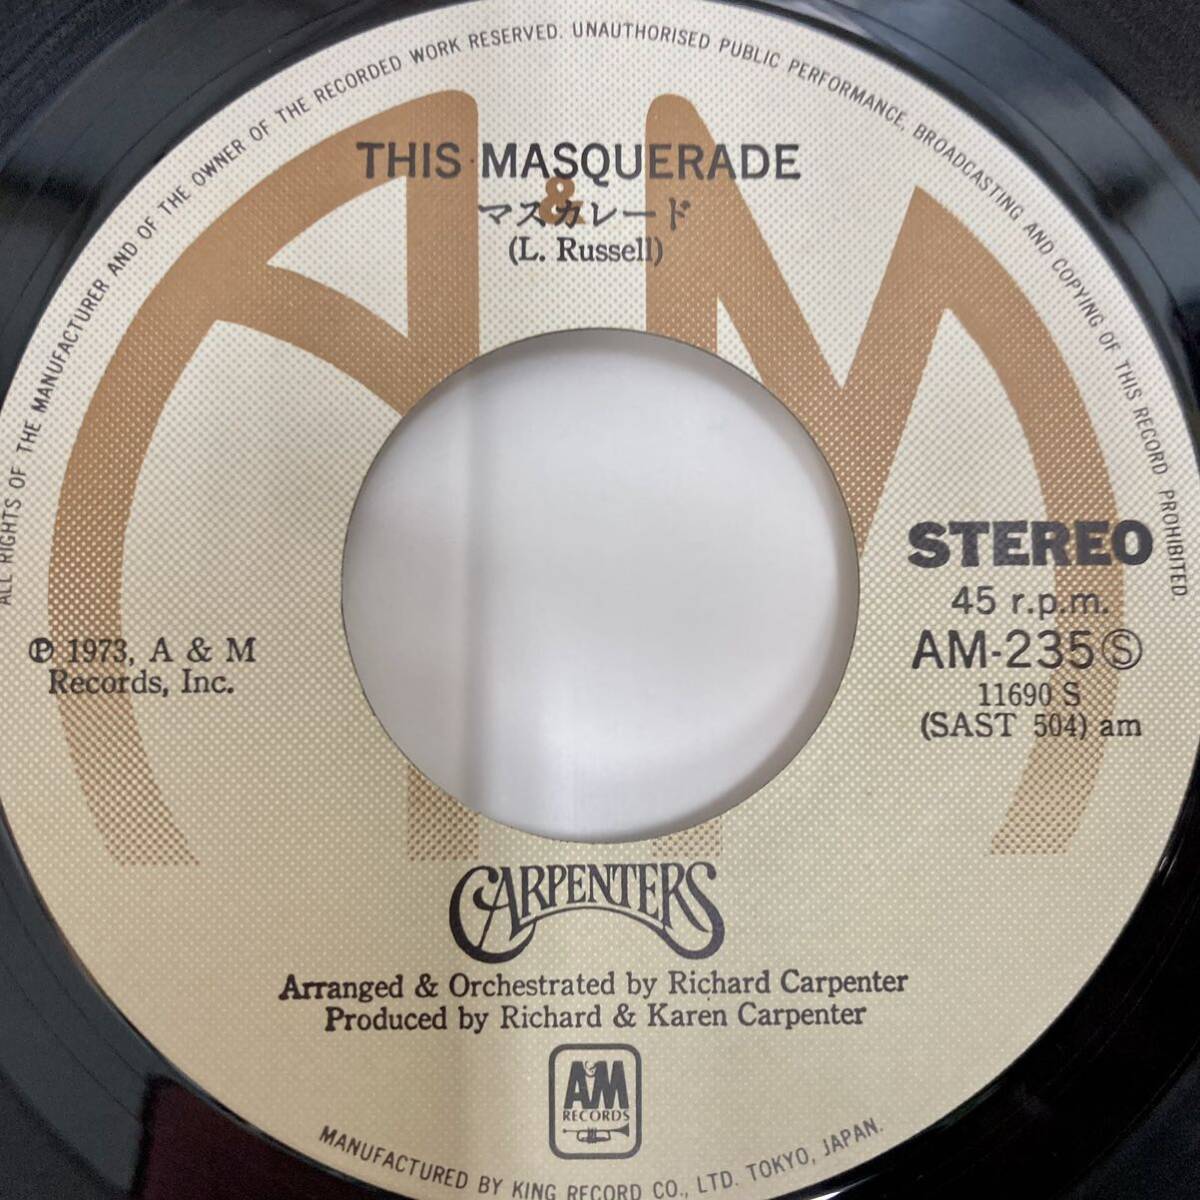 ALL RIGHTS OF THE MANUFACTURER AND OF THE OWNER OF THE RECORDED WORK RESERVED. UNAUTHORISED PUBLIC PERFORMANCE, BROADCASTING AND COPYING OF THIS RECORD PROHIBITED.
THIS MASQUERADE
&
マスカレード
(L. Russell)
STEREO
45 r.p.m.
AM-235Ⓢ
11690 S
(SAST 504) am
Ⓟ 1973, A & M
Records, Inc.
CARPENTERS
Arranged & Orchestrated by Richard Carpenter
Produced by Richard & Karen Carpenter
A&M
RECORDS
MANUFACTURED BY KING RECORD CO., LTD. TOKYO, JAPAN.